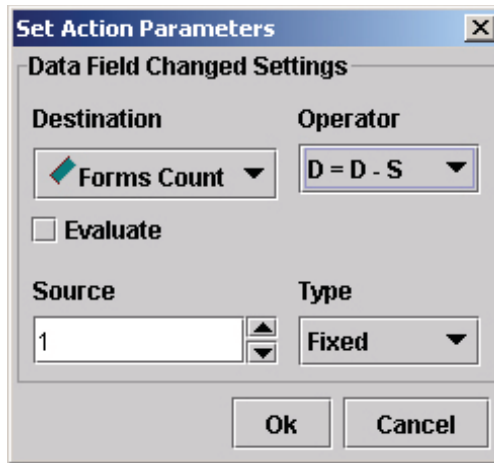 Set Action Parameters
Data Field Changed Settings
Destination
Operator
Forms Count
D = D - S
Evaluate
Source
Type
1
Fixed
Ok
Cancel